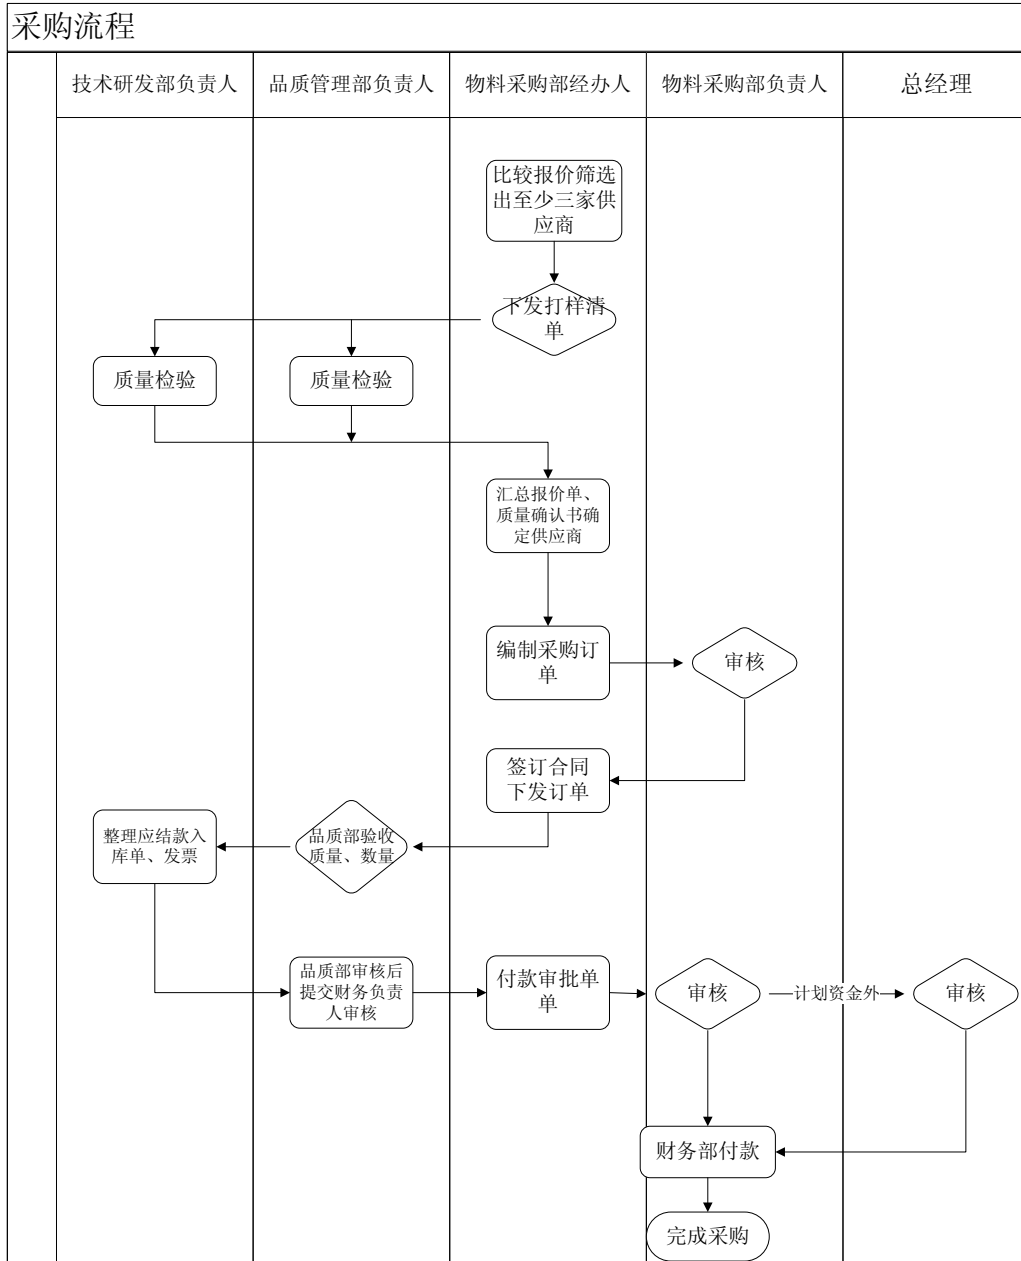 采购流程
技术研发部负责人
品质管理部负责人
物料采购部经办人
物料采购部负责人
总经理
比较报价筛选
出至少三家供
应商
下发打样清
单
质量检验
质量检验
汇总报价单、
质量确认书确
定供应商
编制采购订
单
审核
签订合同
下发订单
整理应结款入
库单、发票
品质部验收
质量、数量
品质部审核后
提交财务负责
人审核
付款审批单
单
审核
计划资金外
审核
财务部付款
完成采购